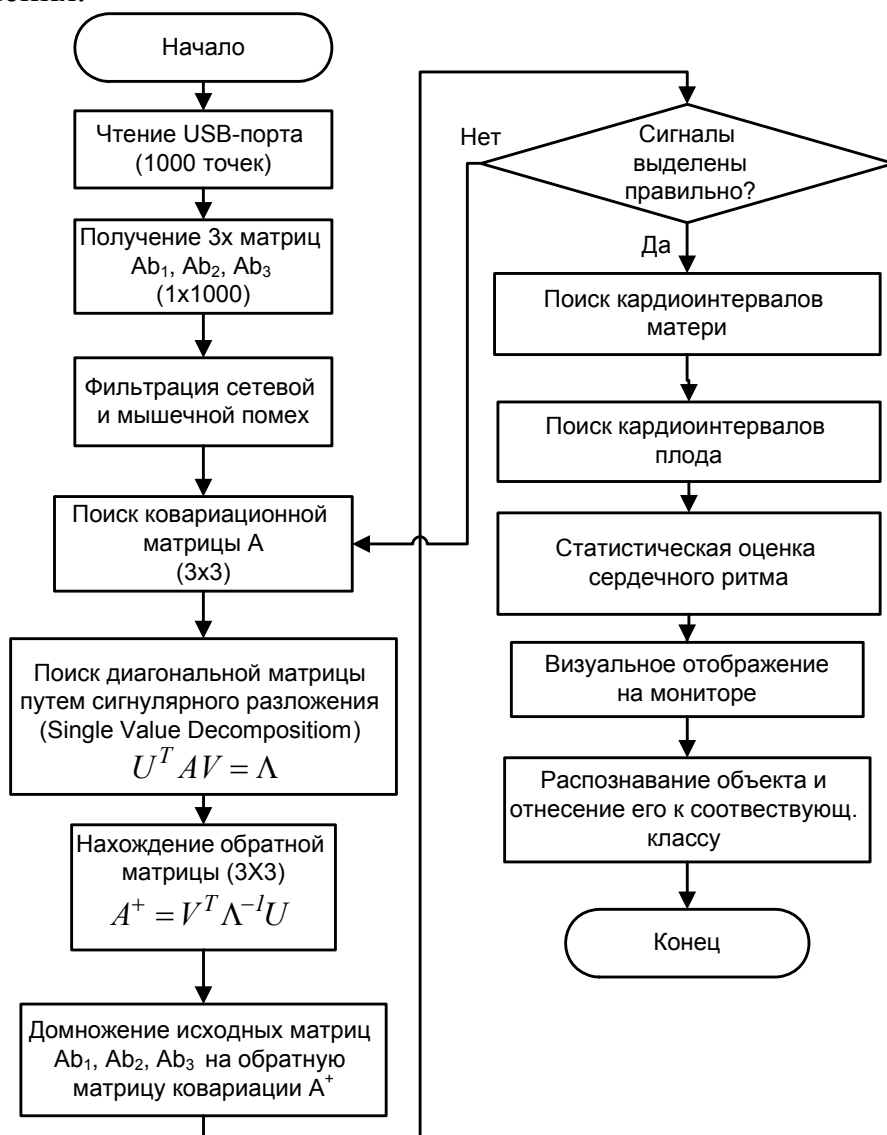 Начало
Чтение USB-порта
(1000 точек)
Получение 3х матриц
Ab₁, Ab₂, Ab₃
(1x1000)
Фильтрация сетевой
и мышечной помех
Поиск ковариационной
матрицы A
(3x3)
Поиск диагональной матрицы
путем сигнулярного разложения
(Single Value Decompositiom)
U^T AV = Λ
Нахождение обратной
матрицы (3X3)
A⁺ = V^T Λ^-1 U
Домножение исходных матриц
Ab₁, Ab₂, Ab₃ на обратную
матрицу ковариации A⁺
Сигналы
выделены
правильно?
Нет
Да
Поиск кардиоинтервалов
матери
Поиск кардиоинтервалов
плода
Статистическая оценка
сердечного ритма
Визуальное отображение
на мониторе
Распознавание объекта и
отнесение его к соотвествующ.
классу
Конец